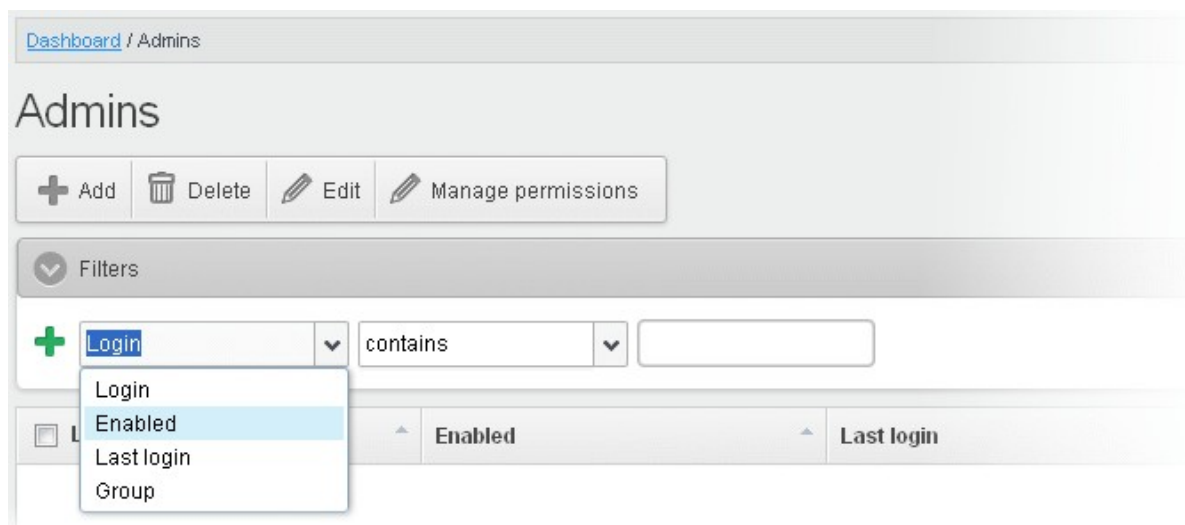 Dashboard / Admins
Admins
Add Delete Edit Manage permissions
Filters
Login contains
Login
Enabled
Last login
Group
L Enabled Last login